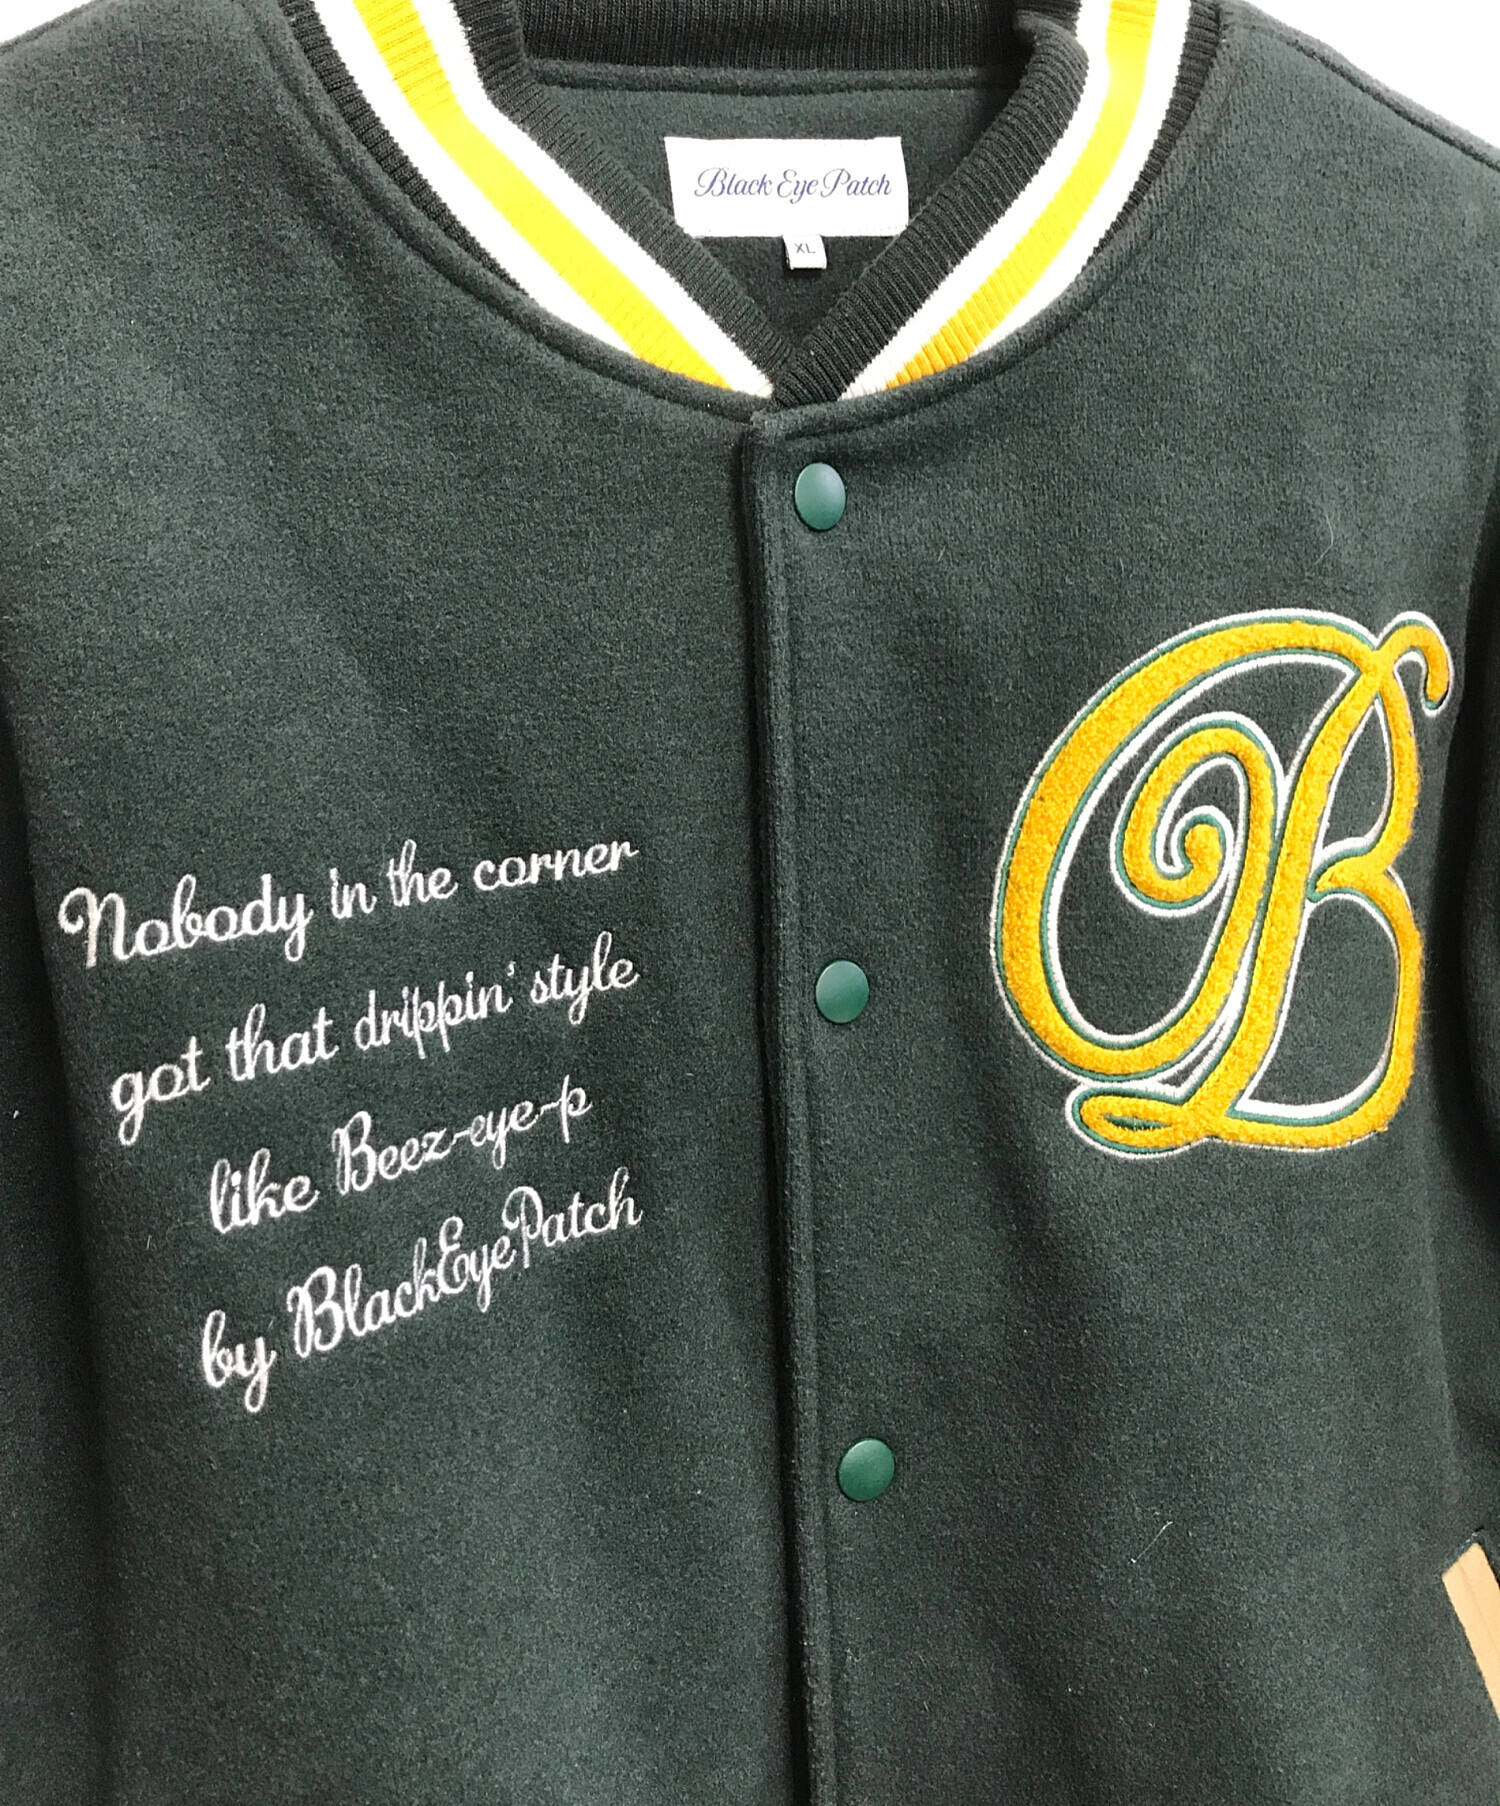 Black Eye Patch
XL
Nobody in the corner
got that drippin' style
like Beez-eye-p
by BlackEyePatch
B